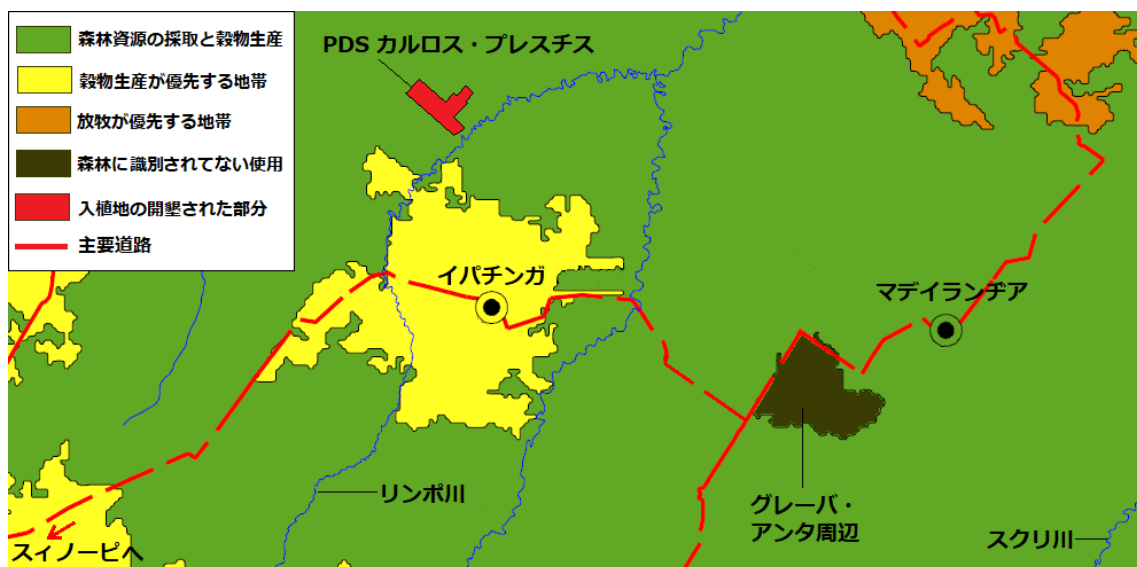 森林資源の採取と穀物生産
穀物生産が優先する地帯
放牧が優先する地帯
森林に識別されてない使用
入植地の開墾された部分
主要道路
PDS カルロス・プレスチス
イパチンガ
マデイランヂア
リンポ川
グレーバ・
アンタ周辺
スクリ川
スィノーピへ